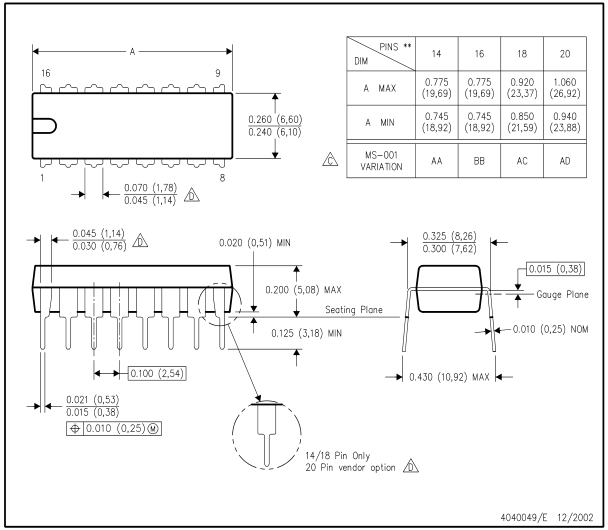 A
16
9
0.260 (6,60)
0.240 (6,10)
1
8
0.070 (1,78)
0.045 (1,14)
D
PINS ** 14 16 18 20
DIM
A MAX 0.775 (19,69) 0.775 (19,69) 0.920 (23,37) 1.060 (26,92)
A MIN 0.745 (18,92) 0.745 (18,92) 0.850 (21,59) 0.940 (23,88)
C
MS-001 VARIATION AA BB AC AD
0.045 (1,14)
0.030 (0,76)
D
0.020 (0,51) MIN
0.200 (5,08) MAX
Seating Plane
0.125 (3,18) MIN
0.100 (2,54)
0.021 (0,53)
0.015 (0,38)
⌖ 0.010 (0,25) Ⓜ
0.325 (8,26)
0.300 (7,62)
0.015 (0,38)
Gauge Plane
0.010 (0,25) NOM
0.430 (10,92) MAX
14/18 Pin Only
20 Pin vendor option D
4040049/E 12/2002